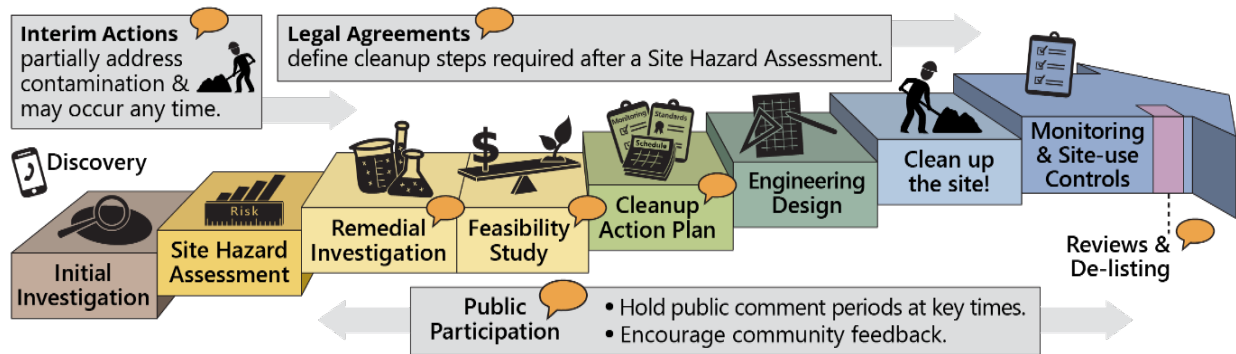 Interim Actions
partially address
contamination &
may occur any time.
Legal Agreements
define cleanup steps required after a Site Hazard Assessment.
Discovery
Initial
Investigation
Risk
Site Hazard
Assessment
Remedial
Investigation
$
Feasibility
Study
Monitoring
Standards
Schedule
Cleanup
Action Plan
Engineering
Design
Clean up
the site!
Monitoring
& Site-use
Controls
Reviews &
De-listing
Public
Participation
• Hold public comment periods at key times.
• Encourage community feedback.